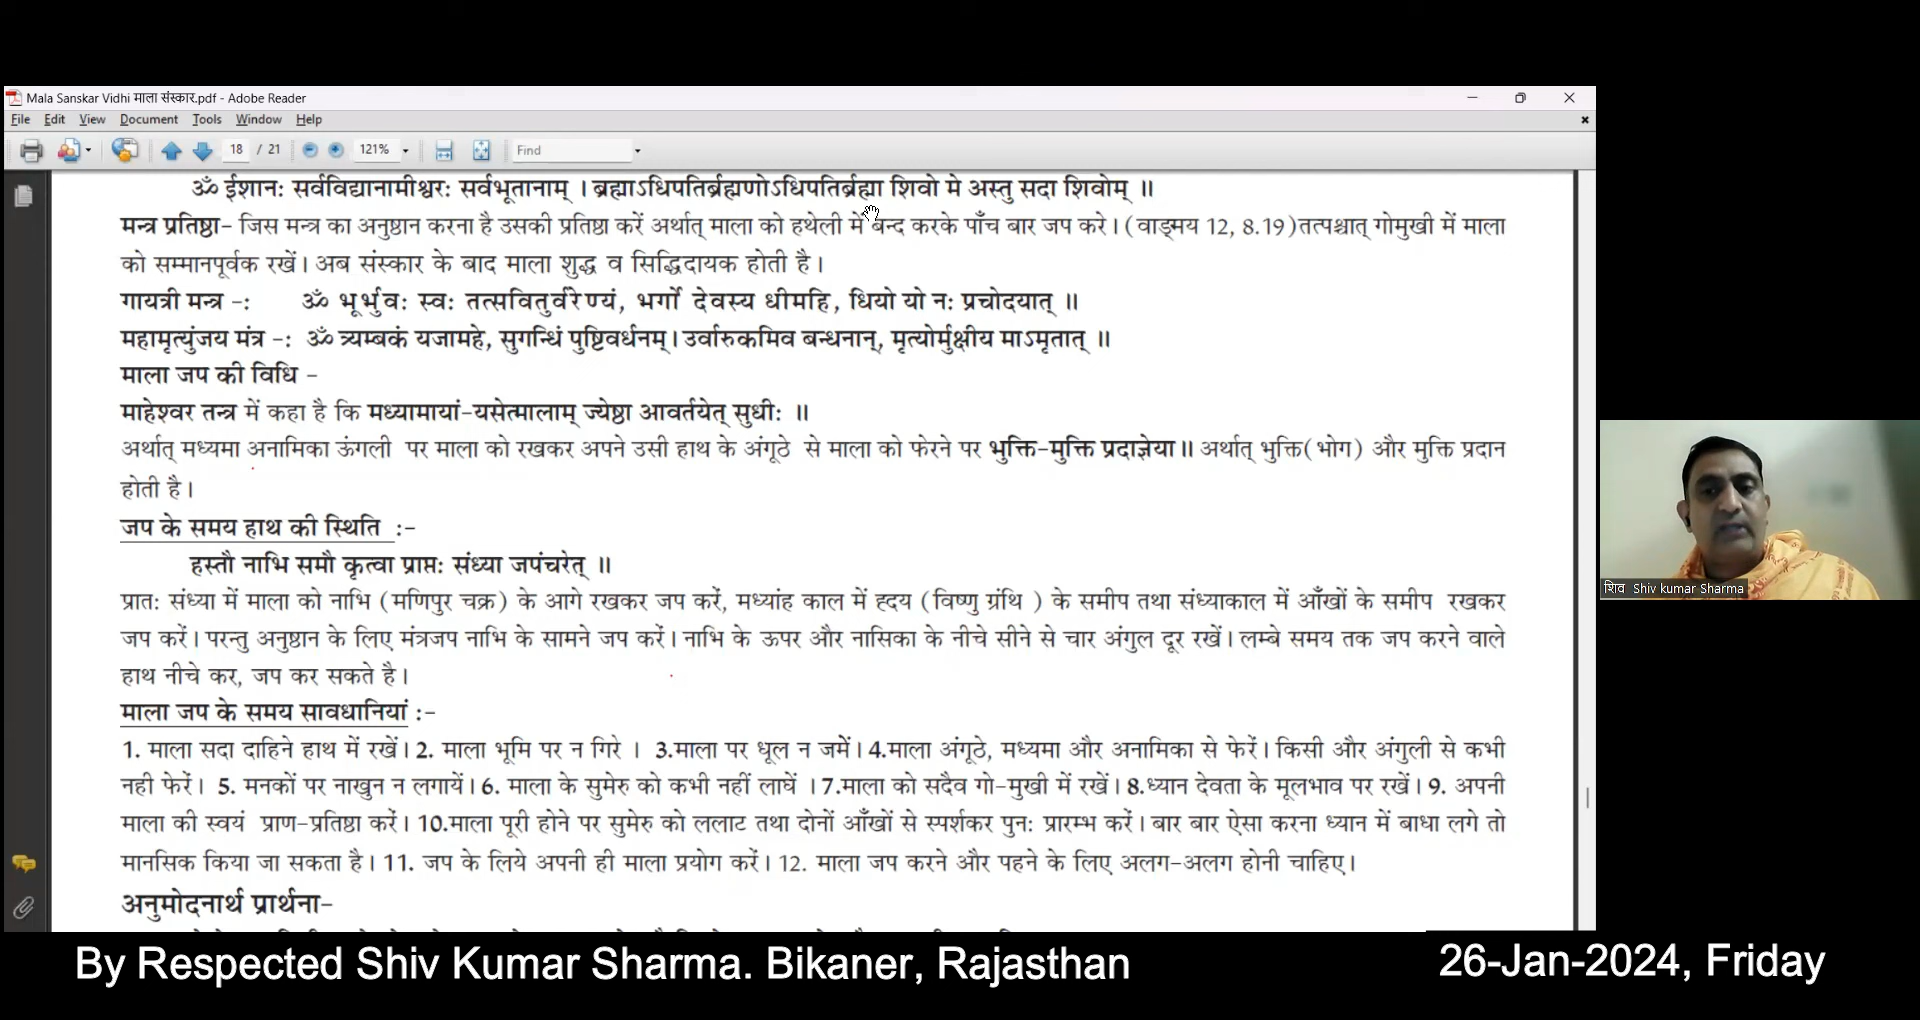 Mala Sanskar Vidhi माला संस्कार.pdf - Adobe Reader
File Edit View Document Tools Window Help
18 / 21 121% Find
ॐ ईशानः सर्वविद्यानामीश्वरः सर्वभूतानाम् । ब्रह्माऽधिपतिर्ब्रह्मणोऽधिपतिर्ब्रह्मा शिवो मे अस्तु सदा शिवोम् ॥
मन्त्र प्रतिष्ठा- जिस मन्त्र का अनुष्ठान करना है उसकी प्रतिष्ठा करें अर्थात् माला को हथेली में बन्द करके पाँच बार जप करे। (वाङ्मय 12, 8.19)तत्पश्चात् गोमुखी में माला
को सम्मानपूर्वक रखें। अब संस्कार के बाद माला शुद्ध व सिद्धिदायक होती है।
गायत्री मन्त्र -: ॐ भूर्भुवः स्वः तत्सवितुर्वरेण्यं, भर्गो देवस्य धीमहि, धियो यो नः प्रचोदयात् ॥
महामृत्युंजय मंत्र -: ॐ त्र्यम्बकं यजामहे, सुगन्धिं पुष्टिवर्धनम्। उर्वारुकमिव बन्धनान्, मृत्योर्मुक्षीय माऽमृतात् ॥
माला जप की विधि -
माहेश्वर तन्त्र में कहा है कि मध्यामायां-यसेत्मालाम् ज्येष्ठा आवर्तयेत् सुधीः ॥
अर्थात् मध्यमा अनामिका ऊंगली पर माला को रखकर अपने उसी हाथ के अंगूठे से माला को फेरने पर भुक्ति-मुक्ति प्रदाज्ञेया॥ अर्थात् भुक्ति(भोग) और मुक्ति प्रदान
होती है।
जप के समय हाथ की स्थिति :-
हस्तौ नाभि समौ कृत्वा प्राप्तः संध्या जपंचरेत् ॥
प्रातः संध्या में माला को नाभि (मणिपुर चक्र) के आगे रखकर जप करें, मध्यांह काल में ह्दय (विष्णु ग्रंथि ) के समीप तथा संध्याकाल में आँखों के समीप रखकर
जप करें। परन्तु अनुष्ठान के लिए मंत्रजप नाभि के सामने जप करें। नाभि के ऊपर और नासिका के नीचे सीने से चार अंगुल दूर रखें। लम्बे समय तक जप करने वाले
हाथ नीचे कर, जप कर सकते है।
माला जप के समय सावधानियां :-
1. माला सदा दाहिने हाथ में रखें। 2. माला भूमि पर न गिरे । 3.माला पर धूल न जमें। 4.माला अंगूठे, मध्यमा और अनामिका से फेरें। किसी और अंगुली से कभी
नही फेरें। 5. मनकों पर नाखुन न लगायें। 6. माला के सुमेरु को कभी नहीं लाघें । 7.माला को सदैव गो-मुखी में रखें। 8.ध्यान देवता के मूलभाव पर रखें। 9. अपनी
माला की स्वयं प्राण-प्रतिष्ठा करें। 10.माला पूरी होने पर सुमेरु को ललाट तथा दोनों आँखों से स्पर्शकर पुनः प्रारम्भ करें। बार बार ऐसा करना ध्यान में बाधा लगे तो
मानसिक किया जा सकता है। 11. जप के लिये अपनी ही माला प्रयोग करें। 12. माला जप करने और पहने के लिए अलग-अलग होनी चाहिए।
अनुमोदनार्थ प्रार्थना-
शिव Shiv kumar Sharma
By Respected Shiv Kumar Sharma. Bikaner, Rajasthan
26-Jan-2024, Friday